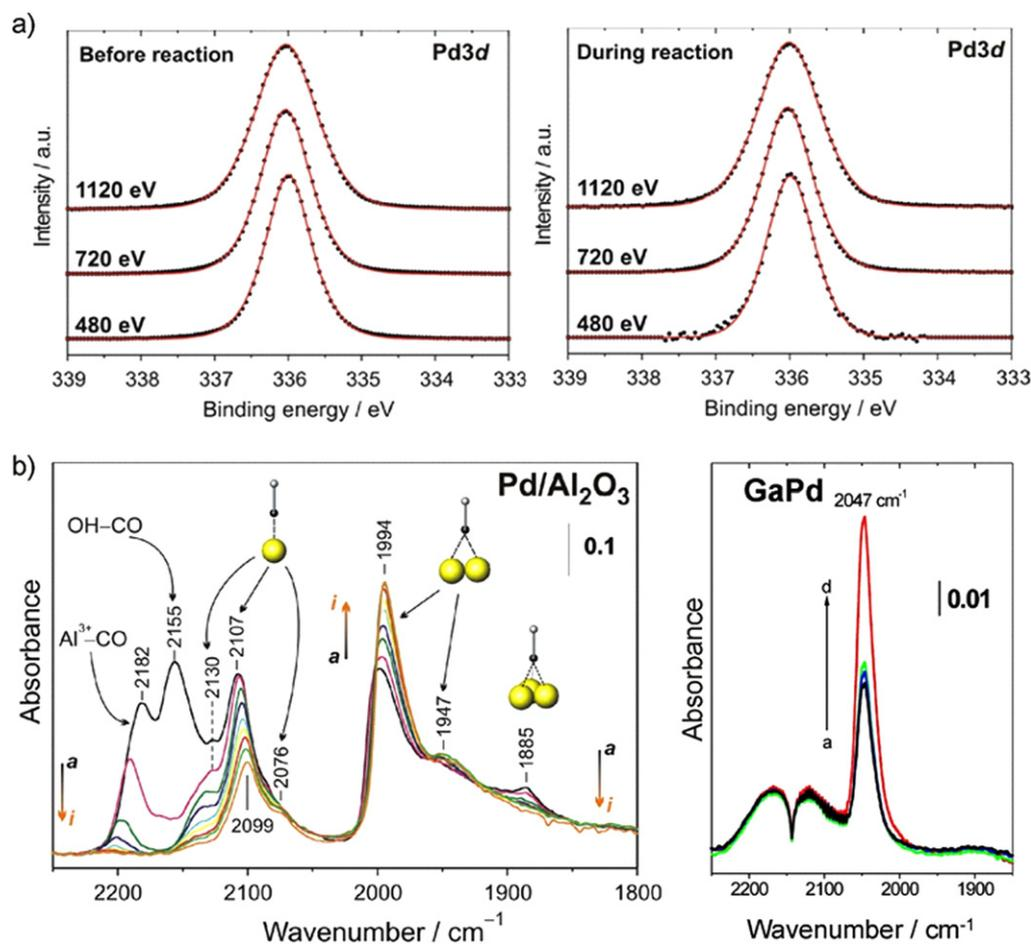 a)
Before reaction
Pd3d
1120 eV
720 eV
480 eV
Intensity / a.u.
339 338 337 336 335 334 333
Binding energy / eV
During reaction
Pd3d
1120 eV
720 eV
480 eV
Intensity / a.u.
339 338 337 336 335 334 333
Binding energy / eV
b)
Pd/Al₂O₃
OH–CO
Al³⁺–CO
2182
2155
2130
2107
2099
2076
1994
1947
1885
0.1
a
i
i
a
a
i
Absorbance
2200 2100 2000 1900 1800
Wavenumber / cm⁻¹
GaPd
2047 cm⁻¹
d
a
0.01
Absorbance
2200 2100 2000 1900
Wavenumber / cm⁻¹